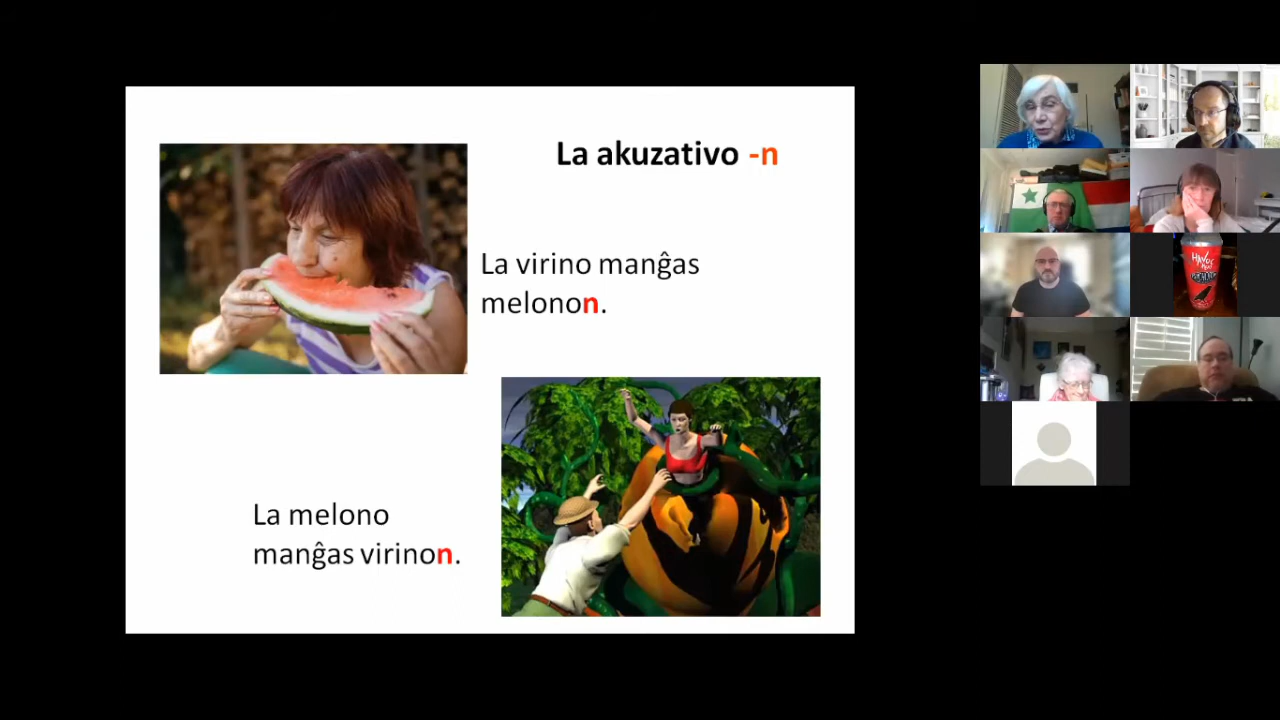 La akuzativo -n
La virino manĝas
melonon.
La melono
manĝas virinon.